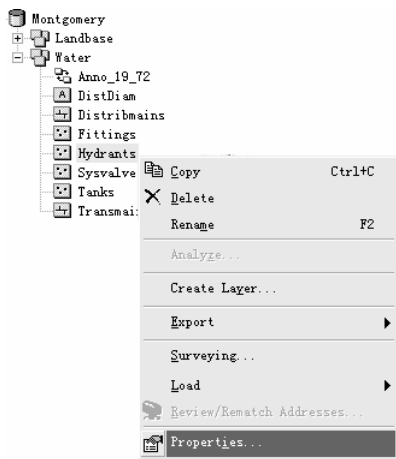 Montgomery
Landbase
Water
Anno_19_72
A DistDiam
Distribmains
Fittings
Hydrants
Sysvalve
Tanks
Transmai
Copy Ctrl+C
Delete
Rename F2
Analyze...
Create Layer...
Export
Surveying...
Load
Review/Rematch Addresses...
Properties...